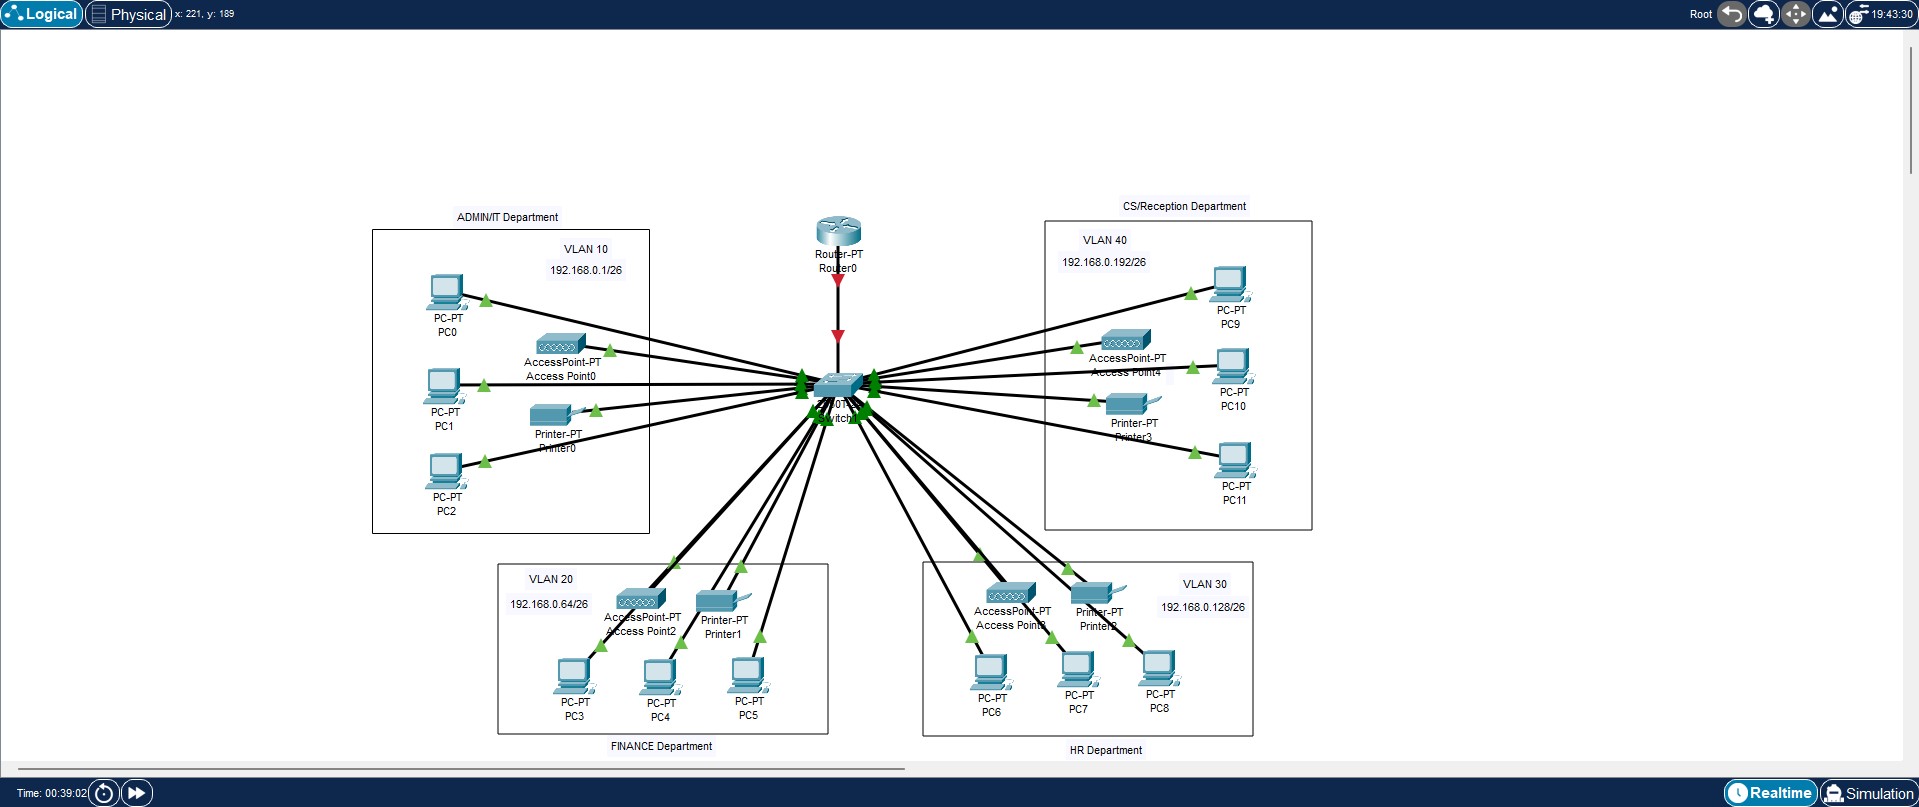 Logical
Physical
x: 221, y: 189
Root
19:43:30
ADMIN/IT Department
VLAN 10
192.168.0.1/26
PC-PT
PC0
AccessPoint-PT
Access Point0
PC-PT
PC1
Printer-PT
Printer0
PC-PT
PC2
Router-PT
Router0
CS/Reception Department
VLAN 40
192.168.0.192/26
PC-PT
PC9
AccessPoint-PT
Access Point4
PC-PT
PC10
Printer-PT
Printer3
PC-PT
PC11
VLAN 20
192.168.0.64/26
AccessPoint-PT
Access Point2
Printer-PT
Printer1
PC-PT
PC3
PC-PT
PC4
PC-PT
PC5
FINANCE Department
VLAN 30
192.168.0.128/26
AccessPoint-PT
Access Point3
Printer-PT
Printer2
PC-PT
PC6
PC-PT
PC7
PC-PT
PC8
HR Department
Time: 00:39:02
Realtime
Simulation